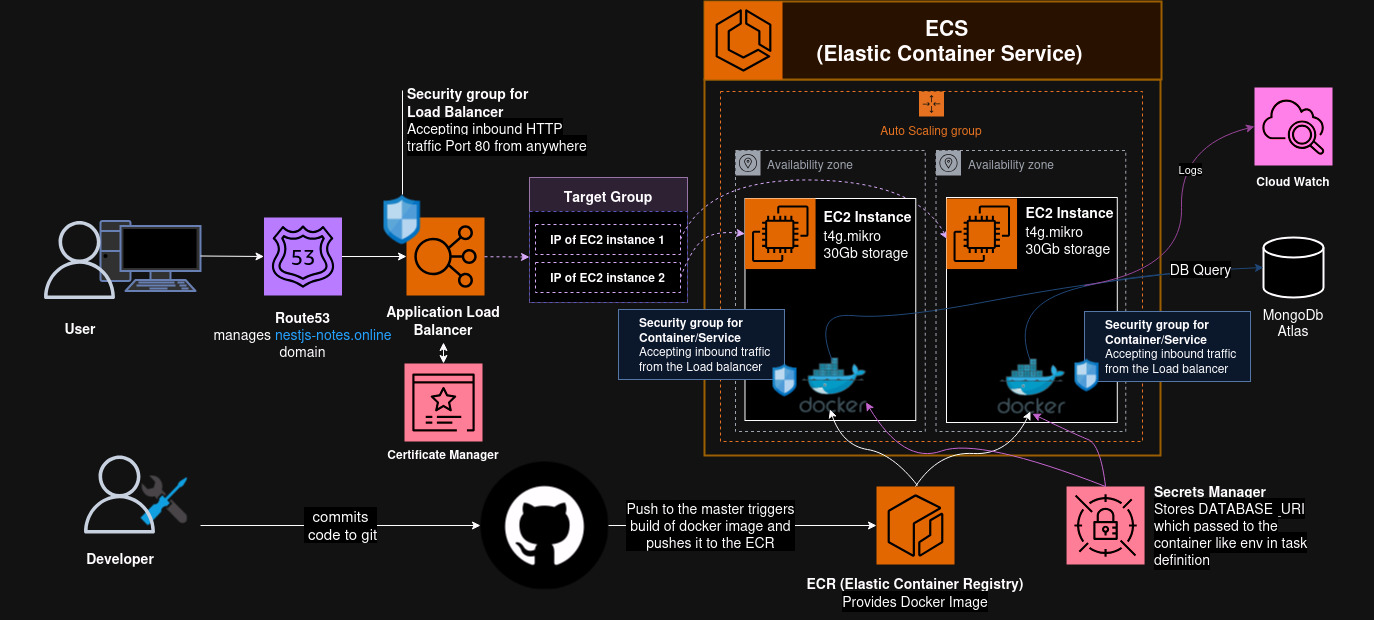 ECS
(Elastic Container Service)
Auto Scaling group
Availability zone
Availability zone
Security group for
Load Balancer
Accepting inbound HTTP
traffic Port 80 from anywhere
Target Group
IP of EC2 instance 1
IP of EC2 instance 2
EC2 Instance
t4g.mikro
30Gb storage
EC2 Instance
t4g.mikro
30Gb storage
Logs
Cloud Watch
DB Query
MongoDb
Atlas
User
53
Route53
manages nestjs-notes.online
domain
Application Load
Balancer
Certificate Manager
Security group for
Container/Service
Accepting inbound traffic
from the Load balancer
Security group for
Container/Service
Accepting inbound traffic
from the Load balancer
docker
docker
Developer
commits
code to git
Push to the master triggers
build of docker image and
pushes it to the ECR
ECR (Elastic Container Registry)
Provides Docker Image
Secrets Manager
Stores DATABASE_URI
which passed to the
container like env in task
definition